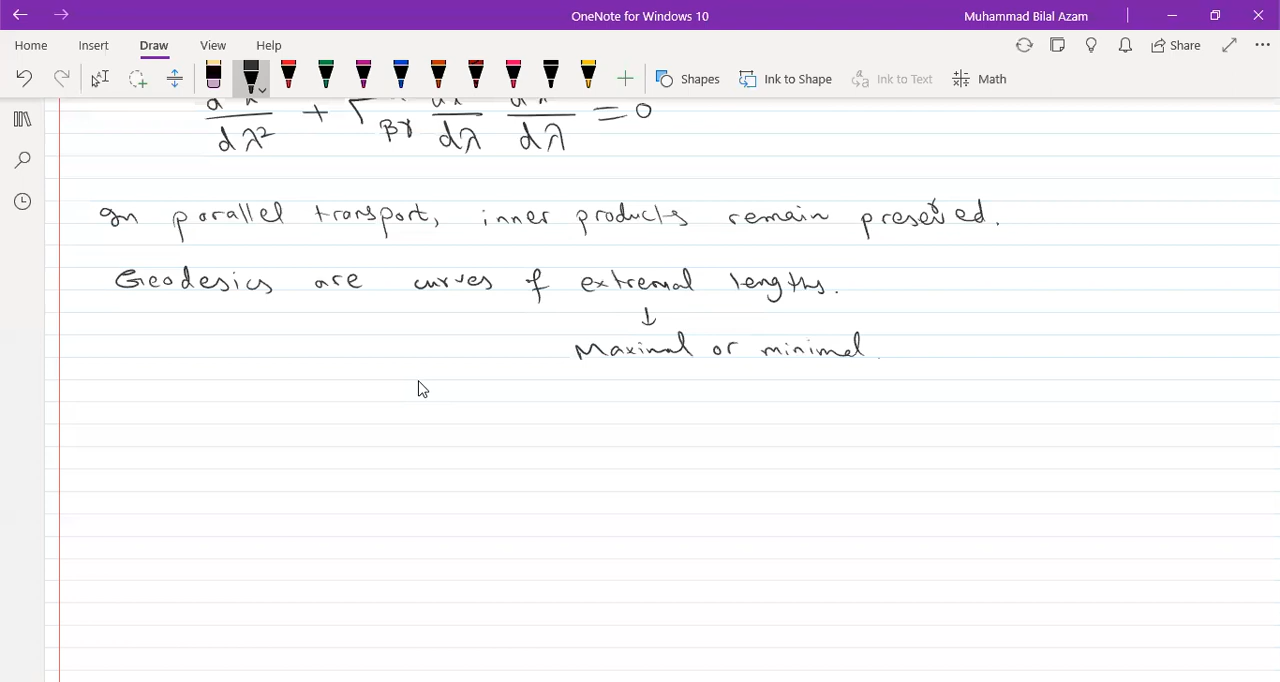 OneNote for Windows 10
Muhammad Bilal Azam
Home Insert Draw View Help
Share
Shapes Ink to Shape Ink to Text Math
d λ² + Γ βγ dλ dλ = 0
In parallel transport, inner products remain preserved.
Geodesics are curves of extremal lengths.
↓
Maximal or minimal.